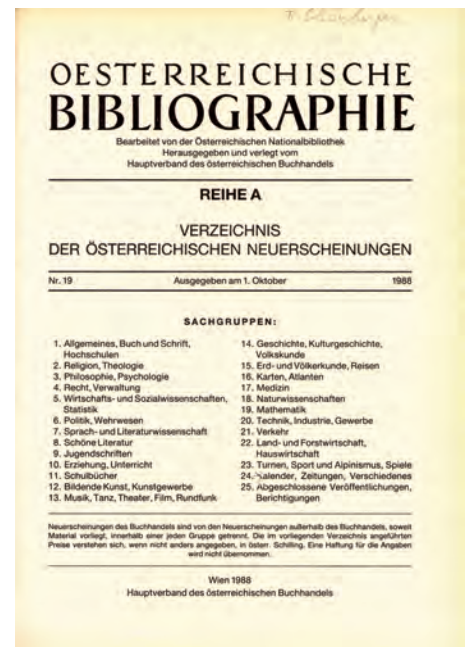 OESTERREICHISCHE
BIBLIOGRAPHIE
Bearbeitet von der Österreichischen Nationalbibliothek
Herausgegeben und verlegt vom
Hauptverband des österreichischen Buchhandels
REIHE A
VERZEICHNIS
DER ÖSTERREICHISCHEN NEUERSCHEINUNGEN
Nr. 19 Ausgegeben am 1. Oktober 1988
SACHGRUPPEN:
1. Allgemeines, Buch und Schrift,
Hochschulen
2. Religion, Theologie
3. Philosophie, Psychologie
4. Recht, Verwaltung
5. Wirtschafts- und Sozialwissenschaften,
Statistik
6. Politik, Wehrwesen
7. Sprach- und Literaturwissenschaft
8. Schöne Literatur
9. Jugendschriften
10. Erziehung, Unterricht
11. Schulbücher
12. Bildende Kunst, Kunstgewerbe
13. Musik, Tanz, Theater, Film, Rundfunk
14. Geschichte, Kulturgeschichte,
Volkskunde
15. Erd- und Völkerkunde, Reisen
16. Karten, Atlanten
17. Medizin
18. Naturwissenschaften
19. Mathematik
20. Technik, Industrie, Gewerbe
21. Verkehr
22. Land- und Forstwirtschaft,
Hauswirtschaft
23. Turnen, Sport und Alpinismus, Spiele
24. Kalender, Zeitungen, Verschiedenes
25. Abgeschlossene Veröffentlichungen,
Berichtigungen
Neuerscheinungen des Buchhandels sind von den Neuerscheinungen außerhalb des Buchhandels, soweit
Material vorliegt, innerhalb einer jeden Gruppe getrennt. Die im vorliegenden Verzeichnis angeführten
Preise verstehen sich, wenn nicht anders angegeben, in österr. Schilling. Eine Haftung für die Angaben
wird nicht übernommen.
Wien 1988
Hauptverband des österreichischen Buchhandels